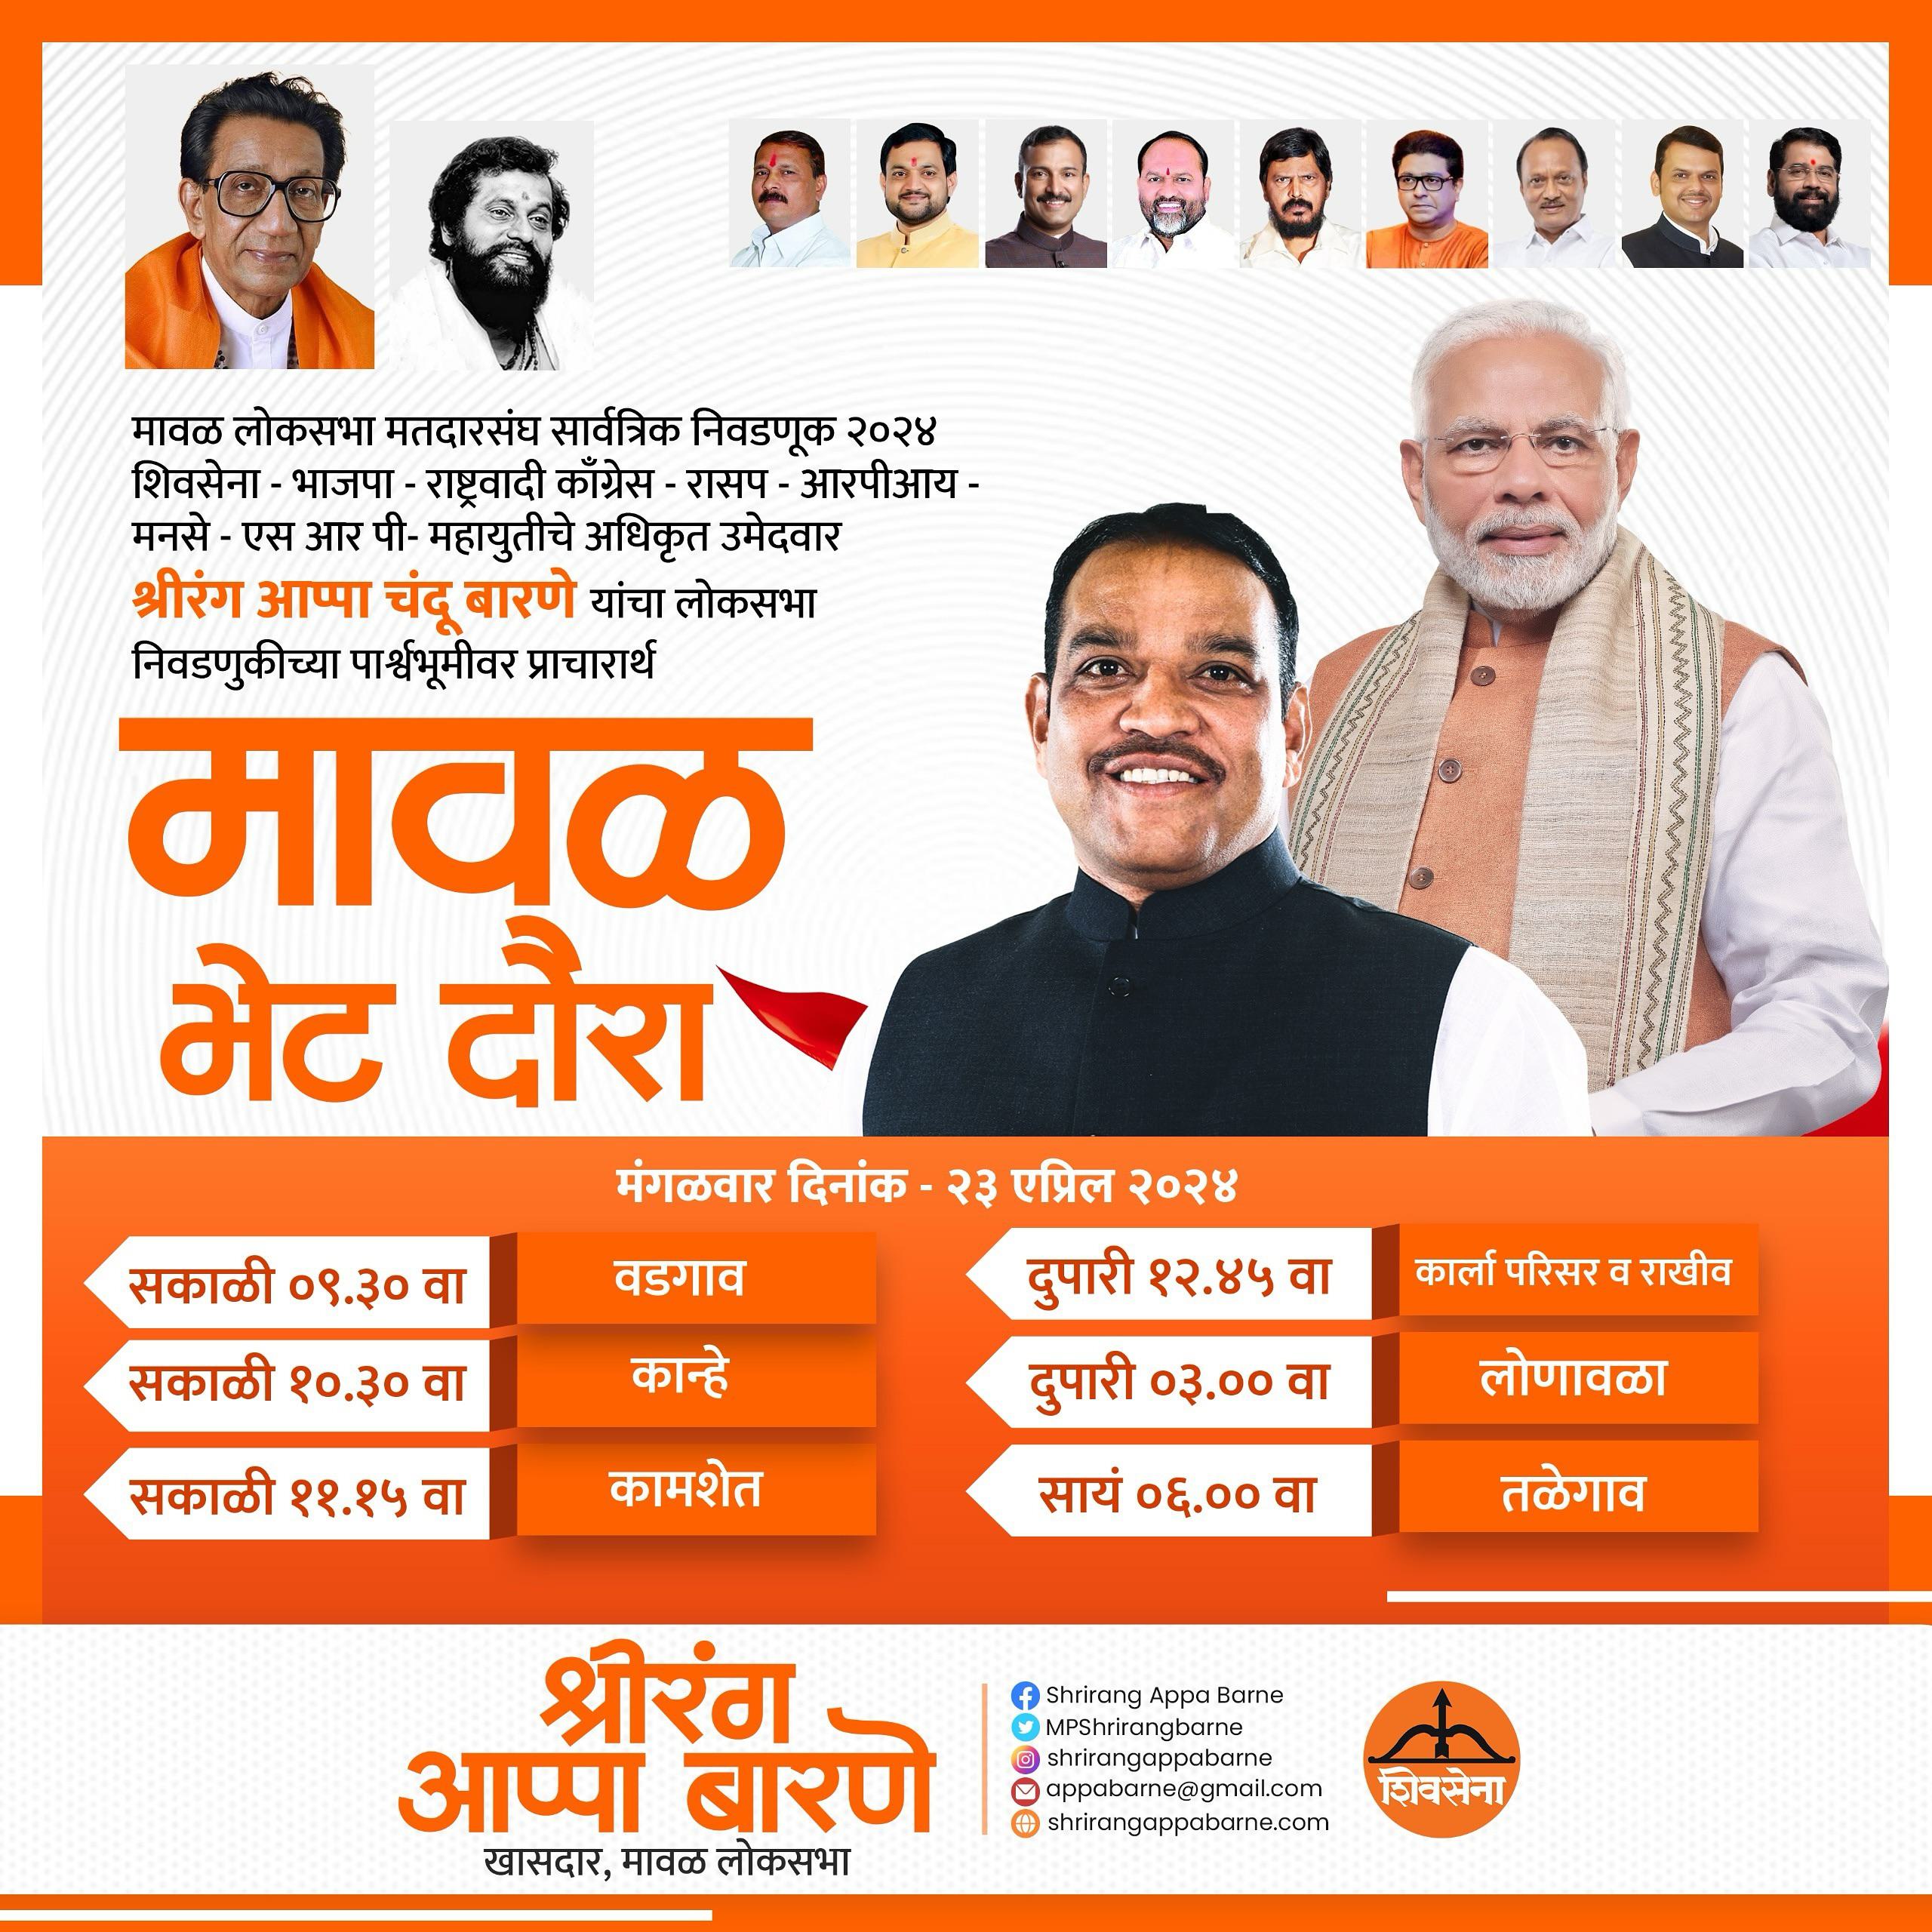 मावळ लोकसभा मतदारसंघ सार्वत्रिक निवडणूक २०२४
शिवसेना - भाजपा - राष्ट्रवादी काँग्रेस - रासप - आरपीआय -
मनसे - एस आर पी- महायुतीचे अधिकृत उमेदवार
श्रीरंग आप्पा चंदू बारणे यांचा लोकसभा
निवडणुकीच्या पार्श्वभूमीवर प्राचारार्थ
मावळ
भेट दौरा
मंगळवार दिनांक - २३ एप्रिल २०२४
सकाळी ०९.३० वा वडगाव
सकाळी १०.३० वा कान्हे
सकाळी ११.१५ वा कामशेत
दुपारी १२.४५ वा कार्ला परिसर व राखीव
दुपारी ०३.०० वा लोणावळा
सायं ०६.०० वा तळेगाव
श्रीरंग
आप्पा बारणे
खासदार, मावळ लोकसभा
Shrirang Appa Barne
MPShrirangbarne
shrirangappabarne
appabarne@gmail.com
shrirangappabarne.com
शिवसेना